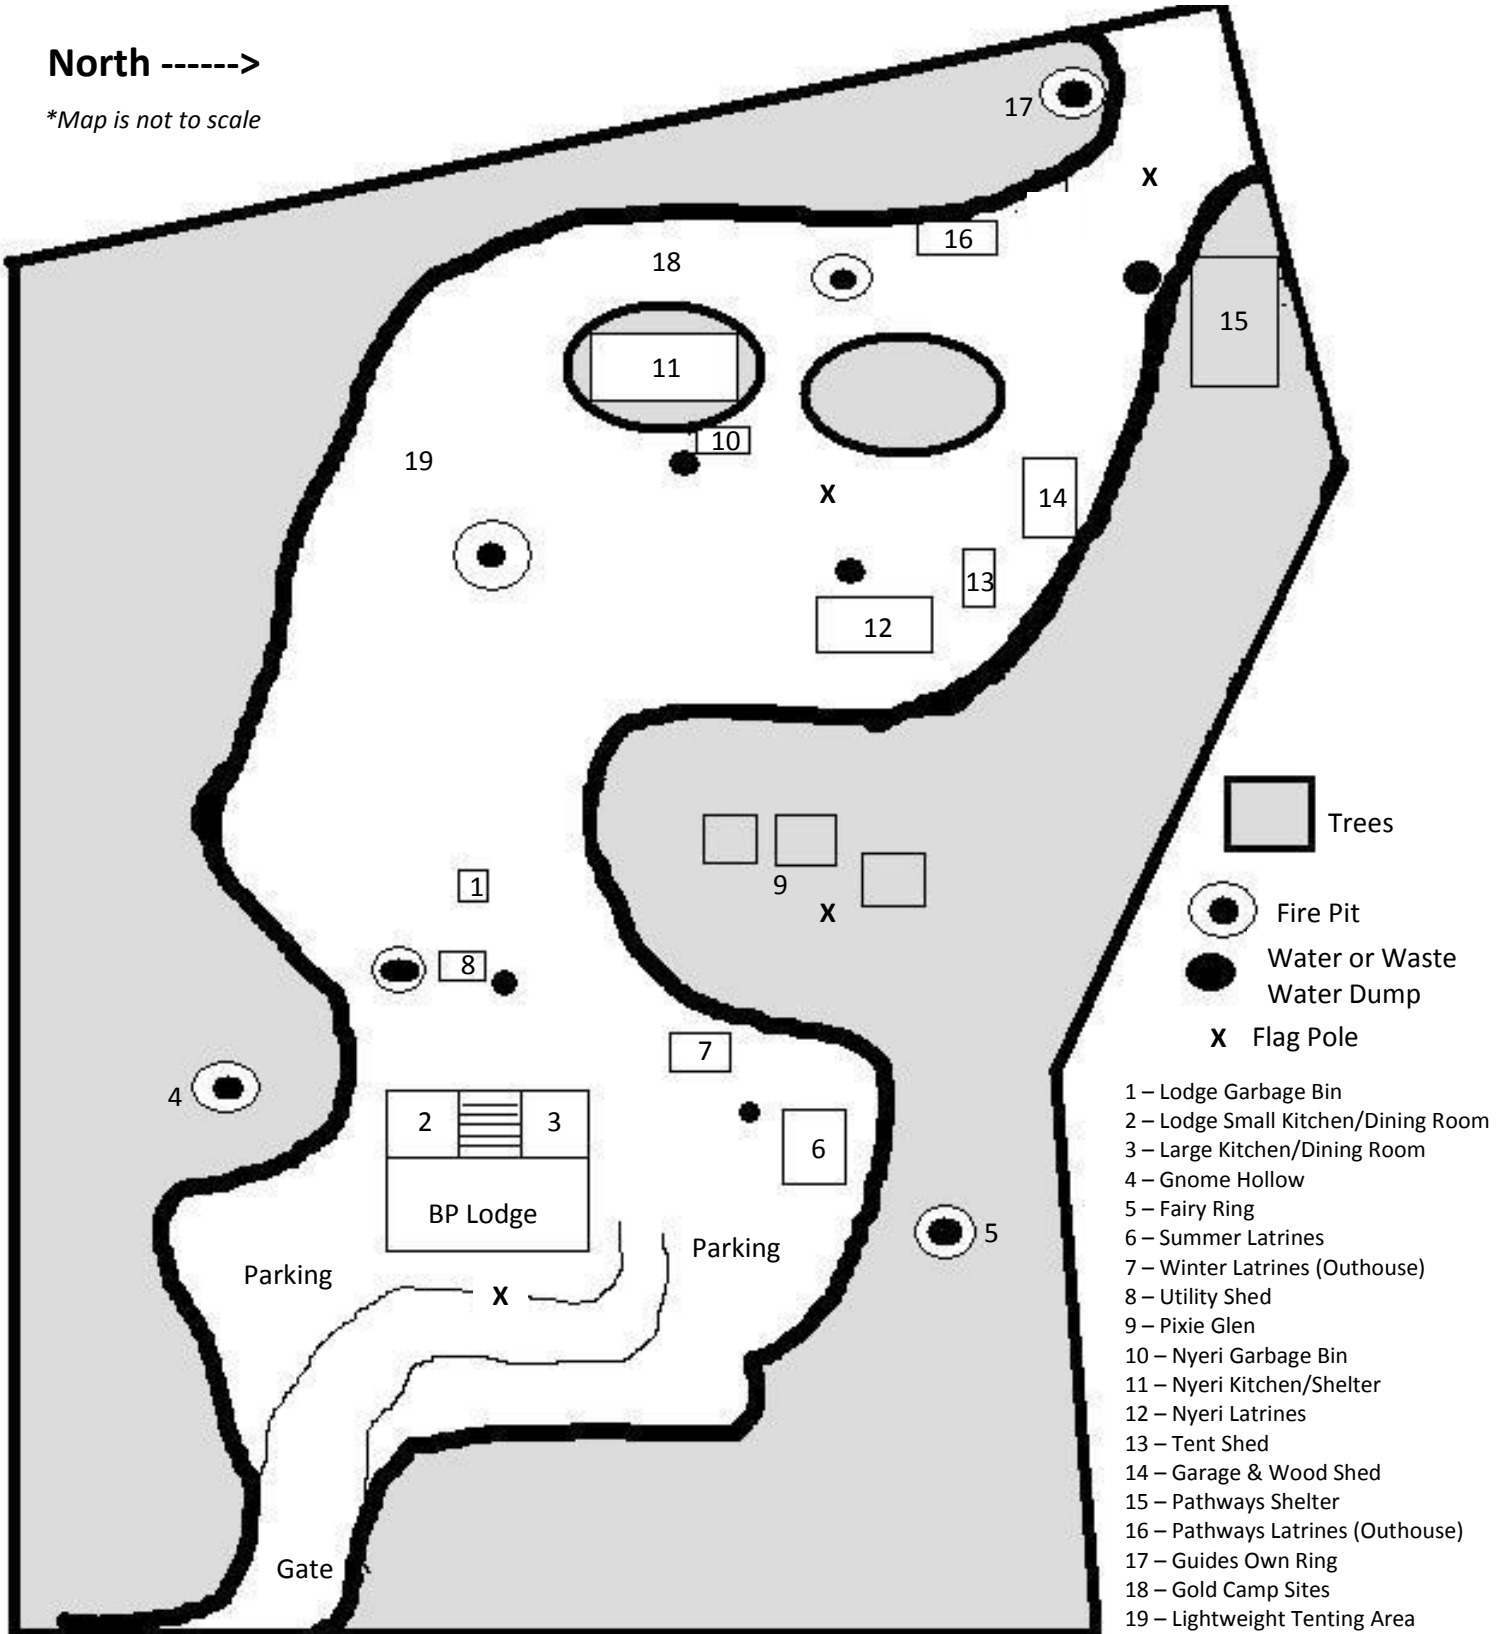 North ------>
*Map is not to scale
17
X
16
18
15
11
10
19
X
14
13
12
9
X
1
8
7
4
2
3
6
BP Lodge
5
Parking
Parking
X
Gate
Trees
Fire Pit
Water or Waste
Water Dump
X Flag Pole
1 – Lodge Garbage Bin
2 – Lodge Small Kitchen/Dining Room
3 – Large Kitchen/Dining Room
4 – Gnome Hollow
5 – Fairy Ring
6 – Summer Latrines
7 – Winter Latrines (Outhouse)
8 – Utility Shed
9 – Pixie Glen
10 – Nyeri Garbage Bin
11 – Nyeri Kitchen/Shelter
12 – Nyeri Latrines
13 – Tent Shed
14 – Garage & Wood Shed
15 – Pathways Shelter
16 – Pathways Latrines (Outhouse)
17 – Guides Own Ring
18 – Gold Camp Sites
19 – Lightweight Tenting Area